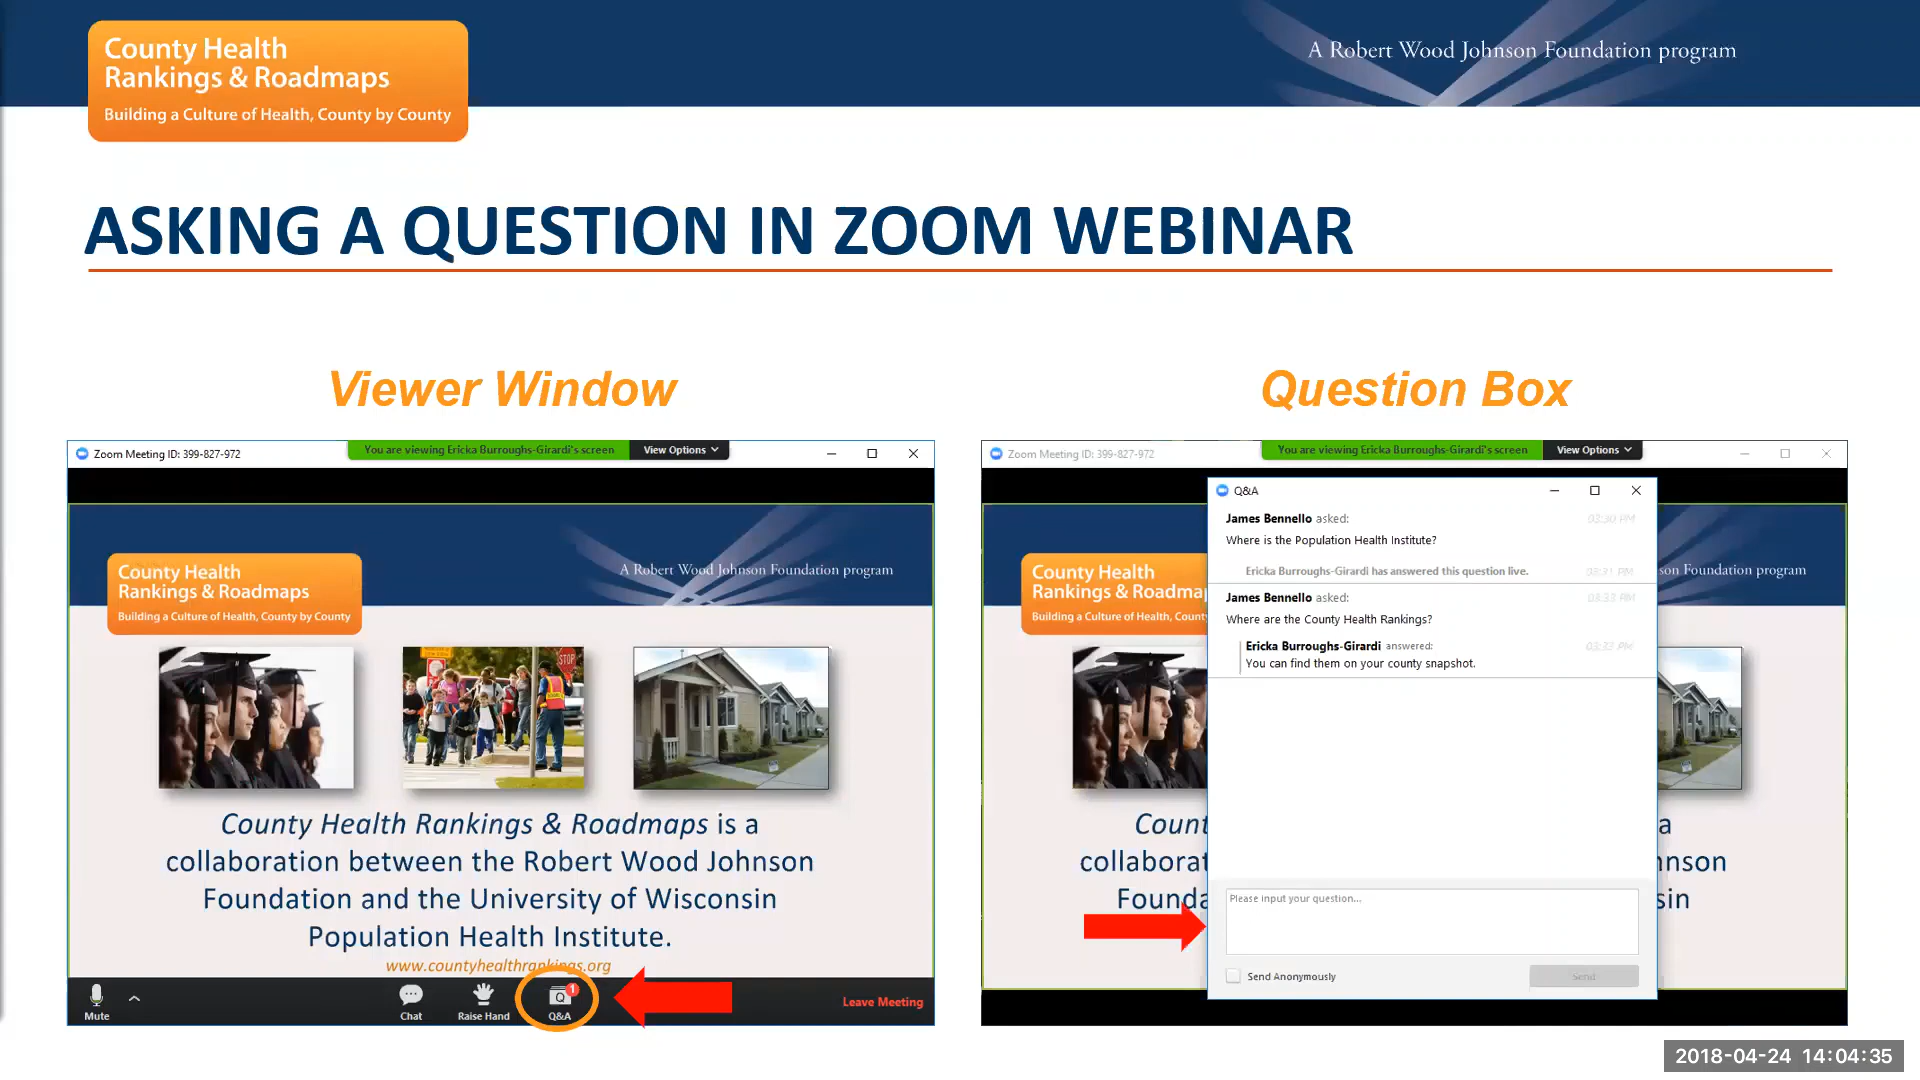 County Health
Rankings & Roadmaps
Building a Culture of Health, County by County
A Robert Wood Johnson Foundation program
ASKING A QUESTION IN ZOOM WEBINAR
Viewer Window
Zoom Meeting ID: 399-827-972
You are viewing Ericka Burroughs-Girardi's screen
View Options
County Health
Rankings & Roadmaps
Building a Culture of Health, County by County
A Robert Wood Johnson Foundation program
STOP
County Health Rankings & Roadmaps is a
collaboration between the Robert Wood Johnson
Foundation and the University of Wisconsin
Population Health Institute.
www.countyhealthrankings.org
Mute
Chat
Raise Hand
Q 1
Q&A
Leave Meeting
Question Box
Zoom Meeting ID: 399-827-972
You are viewing Ericka Burroughs-Girardi's screen
View Options
County Health
Rankings & Roadmap
Building a Culture of Health, County
son Foundation program
Q&A
James Bennello asked: 03:30 PM
Where is the Population Health Institute?
Ericka Burroughs-Girardi has answered this question live. 03:31 PM
James Bennello asked: 03:33 PM
Where are the County Health Rankings?
Ericka Burroughs-Girardi answered: 03:33 PM
You can find them on your county snapshot.
Count a
collaborat hnson
Founda sin
Please input your question...
Send Anonymously
Send
2018-04-24 14:04:35